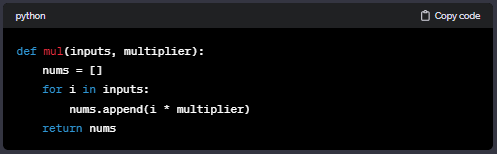 python Copy code
def mul(inputs, multiplier):
    nums = []
    for i in inputs:
        nums.append(i * multiplier)
    return nums